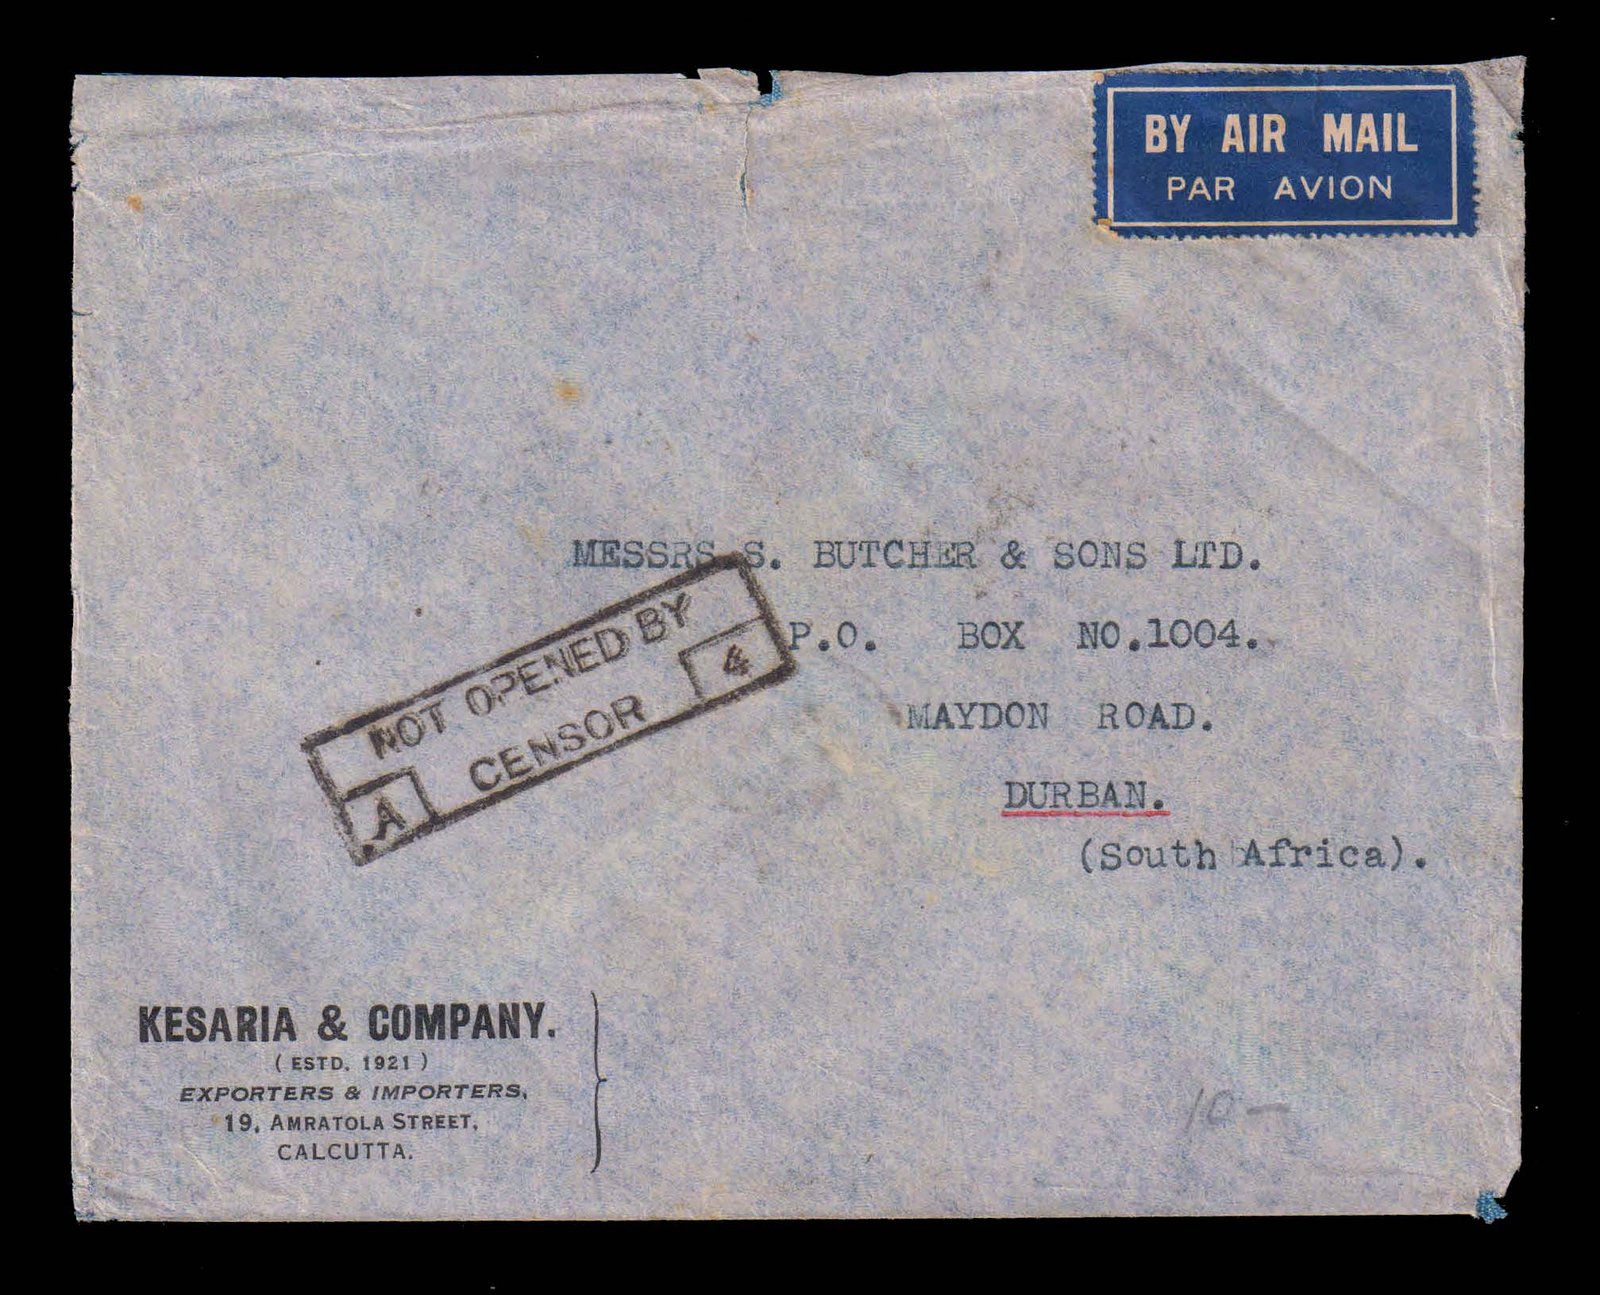 BY AIR MAIL
PAR AVION
MESSRS S. BUTCHER & SONS LTD.
P.O. BOX NO.1004.
MAYDON ROAD.
DURBAN.
(South Africa).
NOT OPENED BY
CENSOR 4
A
KESARIA & COMPANY.
( ESTD. 1921 )
EXPORTERS & IMPORTERS,
19, AMRATOLA STREET,
CALCUTTA.
10-